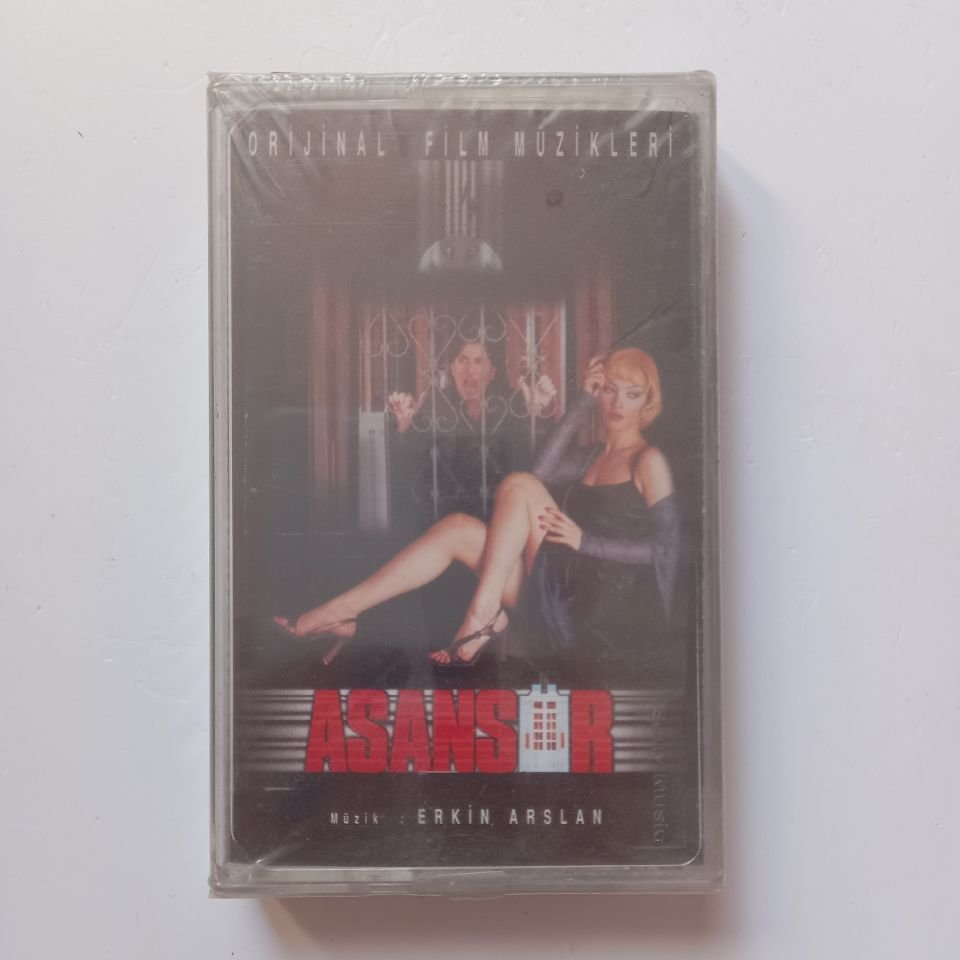 ORİJİNAL FİLM MÜZİKLERİ
ASANSÖR
Müzik : ERKİN ARSLAN